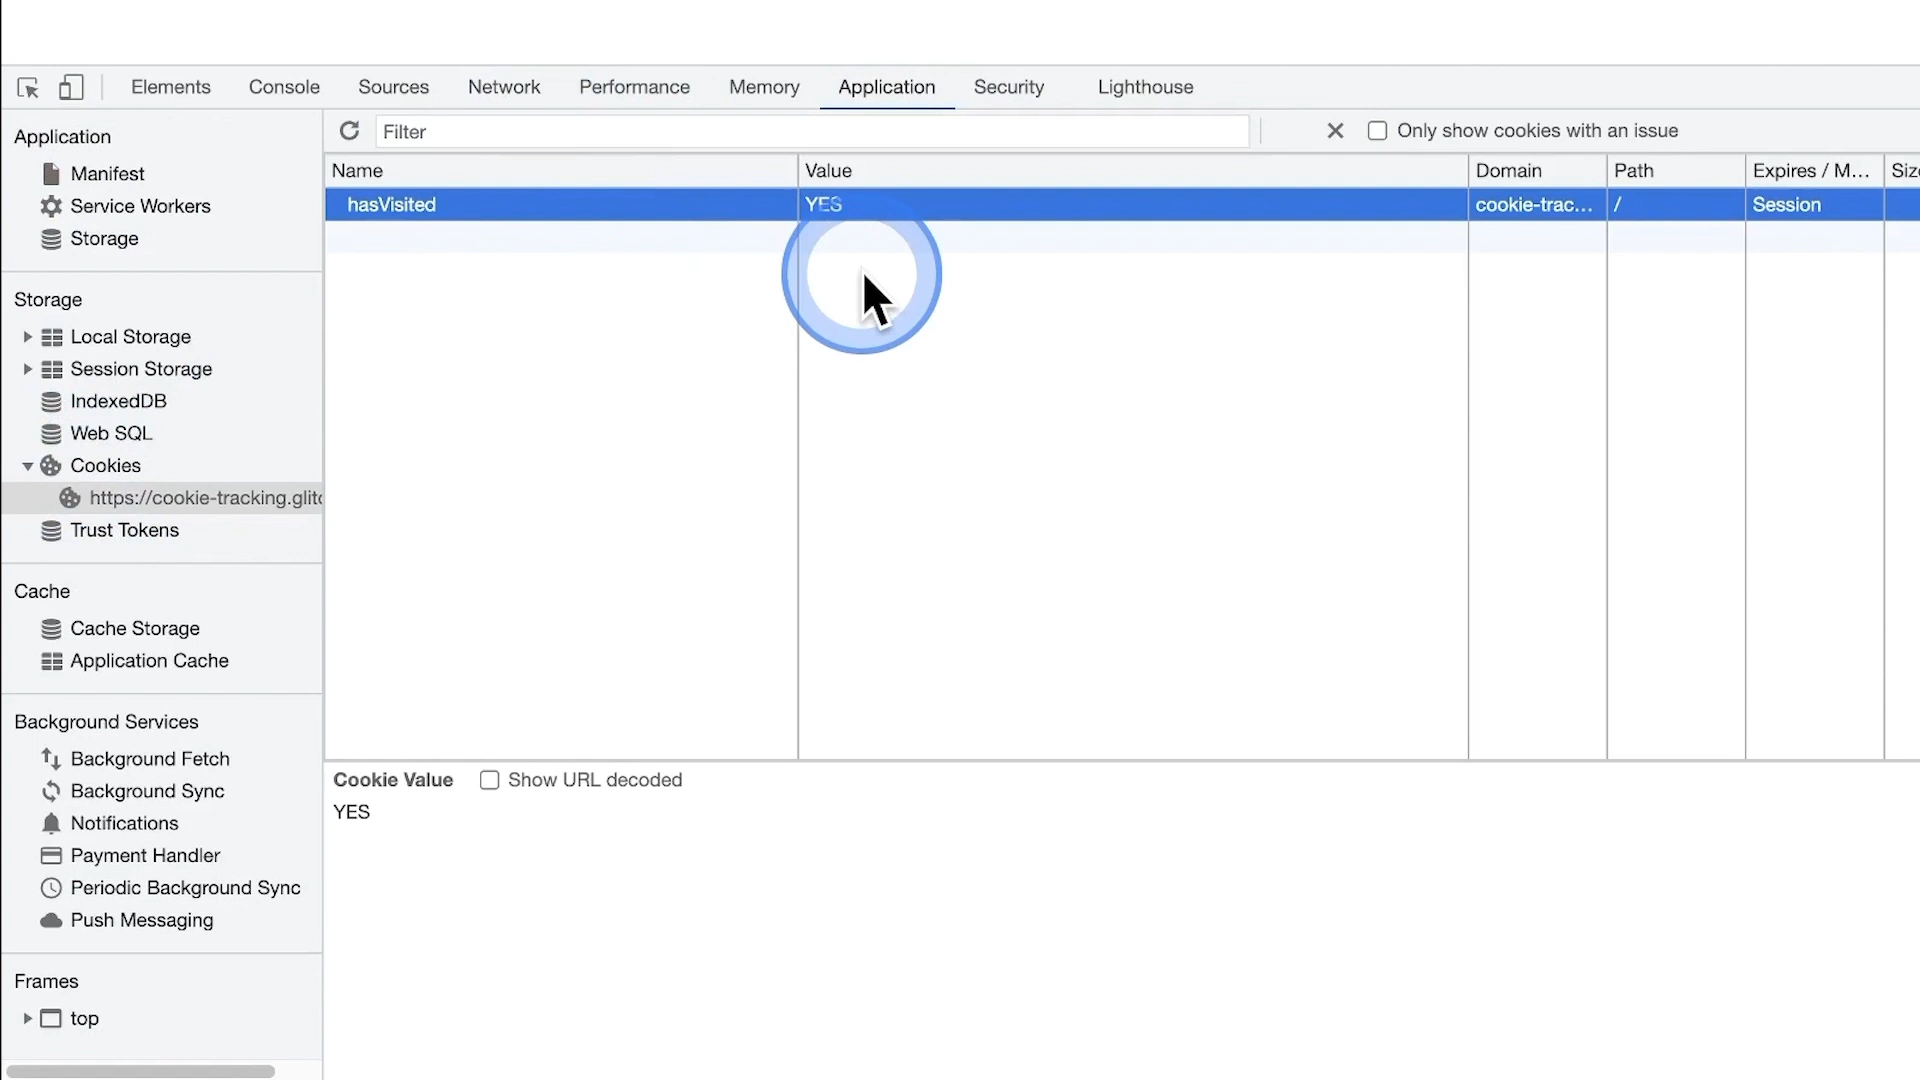 Elements Console Sources Network Performance Memory Application Security Lighthouse
Application
Manifest
Service Workers
Storage
Storage
Local Storage
Session Storage
IndexedDB
Web SQL
Cookies
https://cookie-tracking.glitc
Trust Tokens
Cache
Cache Storage
Application Cache
Background Services
Background Fetch
Background Sync
Notifications
Payment Handler
Periodic Background Sync
Push Messaging
Frames
top
Filter Only show cookies with an issue
Name Value Domain Path Expires / M... Siz
hasVisited YES cookie-trac... / Session
Cookie Value Show URL decoded
YES